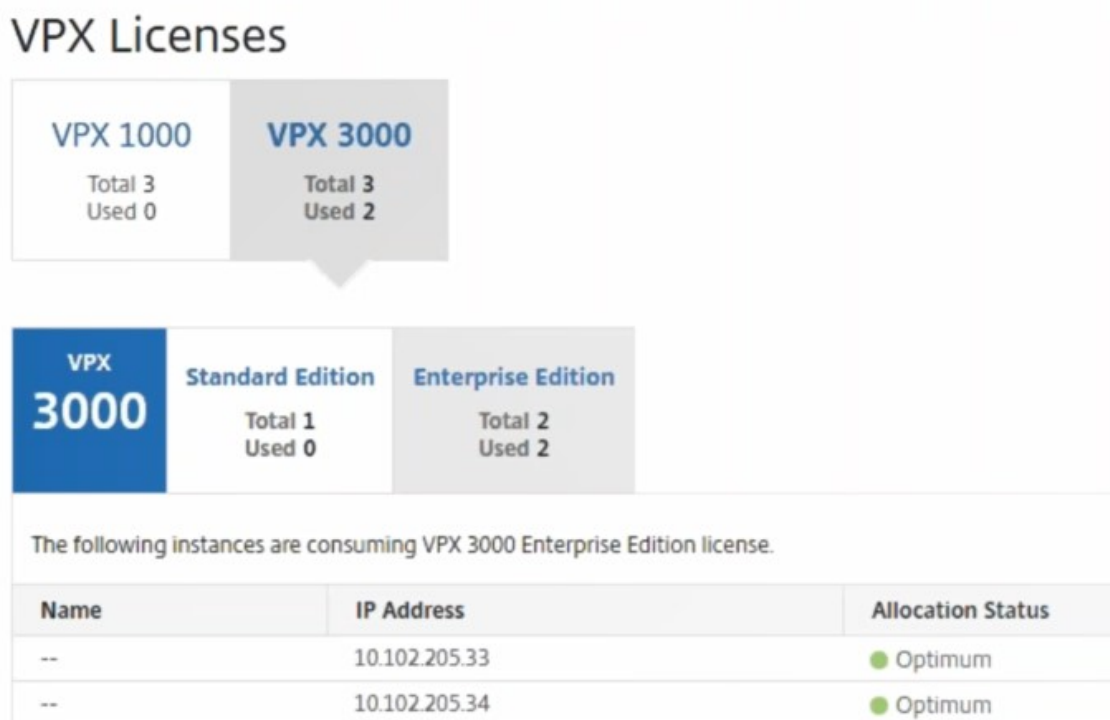 VPX Licenses
VPX 1000
Total 3
Used 0
VPX 3000
Total 3
Used 2
VPX
3000
Standard Edition
Total 1
Used 0
Enterprise Edition
Total 2
Used 2
The following instances are consuming VPX 3000 Enterprise Edition license.
Name IP Address Allocation Status
-- 10.102.205.33 Optimum
-- 10.102.205.34 Optimum